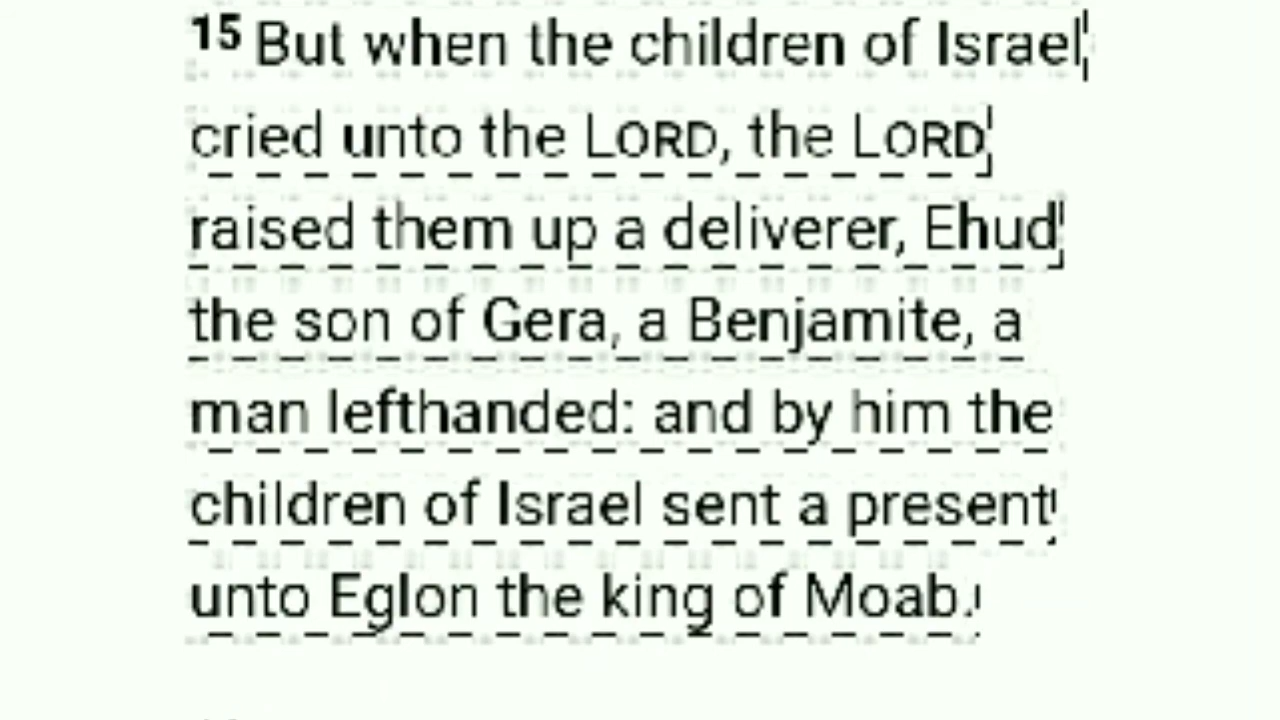 15 But when the children of Israel
cried unto the LORD, the LORD
raised them up a deliverer, Ehud
the son of Gera, a Benjamite, a
man lefthanded: and by him the
children of Israel sent a present
unto Eglon the king of Moab.